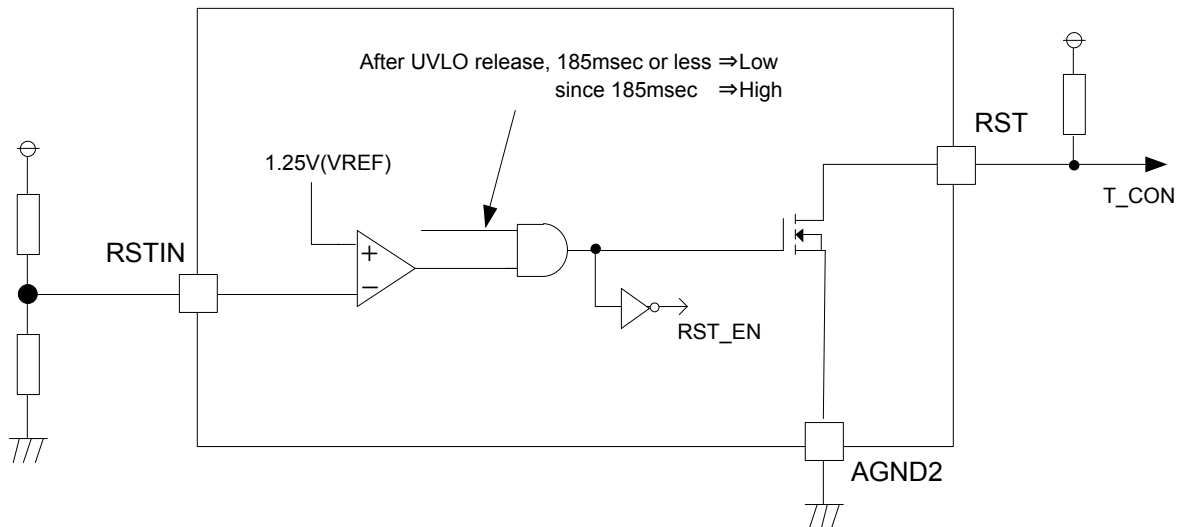 After UVLO release, 185msec or less ⇒Low
since 185msec ⇒High
RST
1.25V(VREF)
T_CON
RSTIN
+
−
RST_EN
AGND2